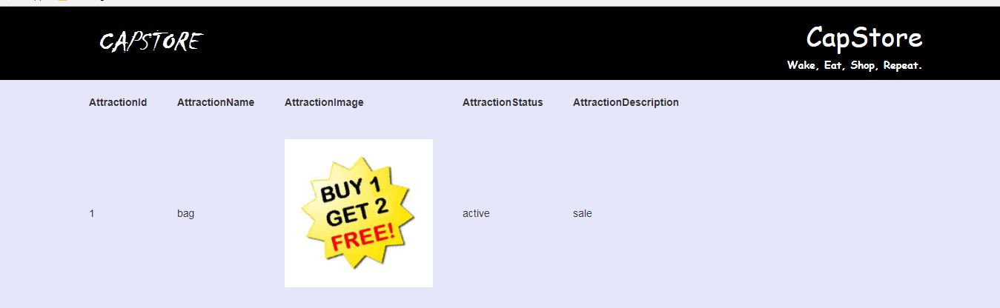 CAPSTORE
CapStore
Wake, Eat, Shop, Repeat.
AttractionId AttractionName AttractionImage AttractionStatus AttractionDescription
1 bag
BUY 1
GET 2
FREE!
active sale